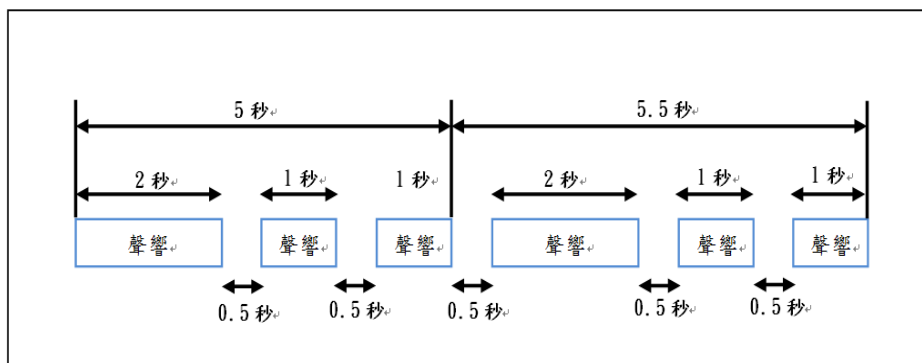 5 秒 5.5 秒
2 秒 1 秒 1 秒 2 秒 1 秒 1 秒
聲響 聲響 聲響 聲響 聲響 聲響
0.5 秒 0.5 秒 0.5 秒 0.5 秒 0.5 秒